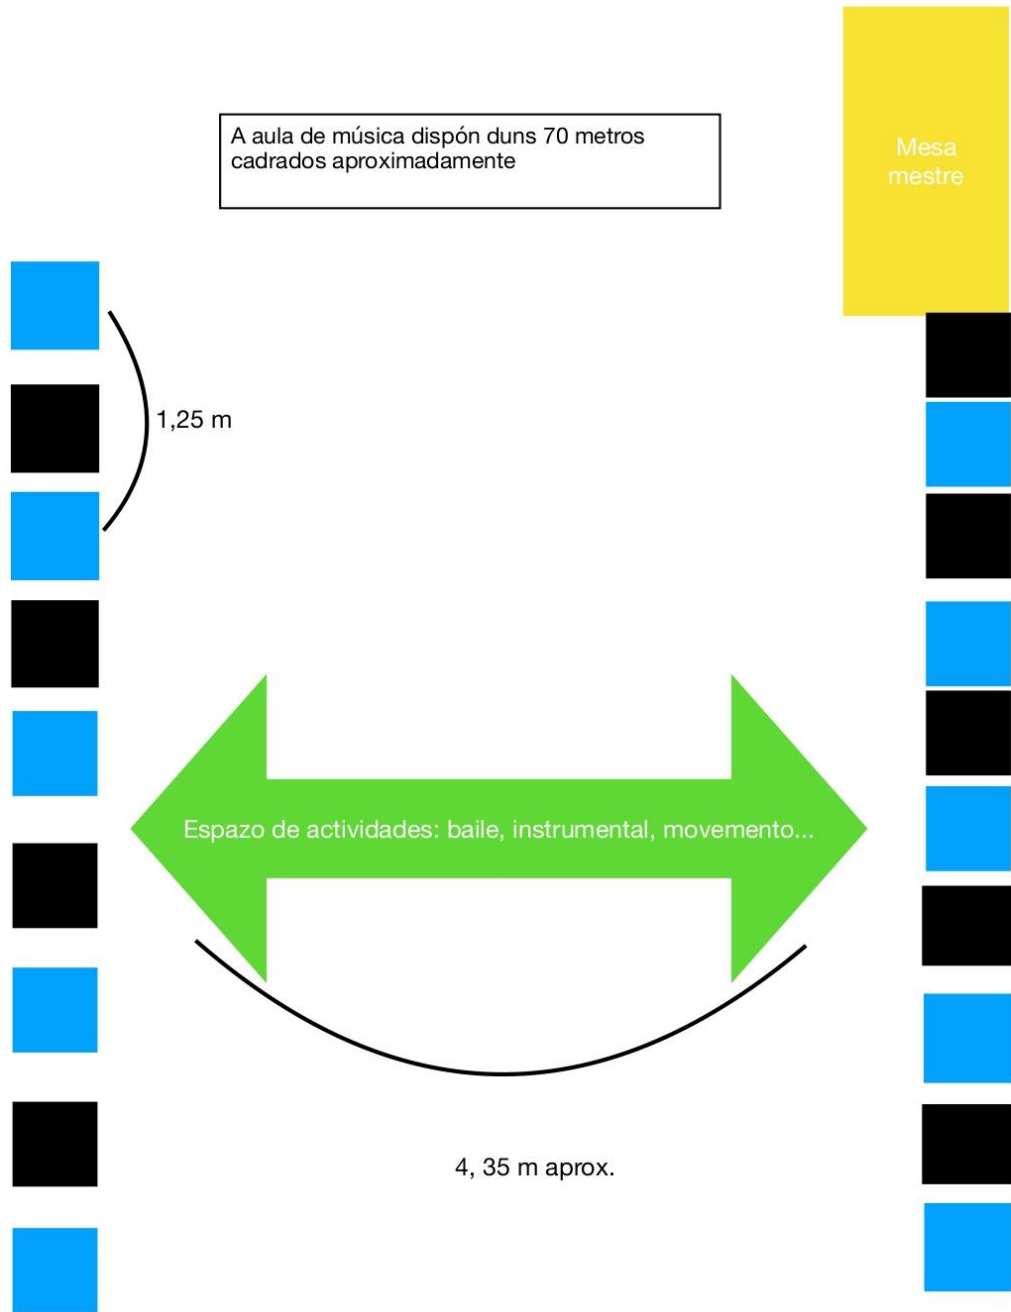 A aula de música dispón duns 70 metros
cadrados aproximadamente
Mesa
mestre
1,25 m
Espazo de actividades: baile, instrumental, movemento...
4, 35 m aprox.